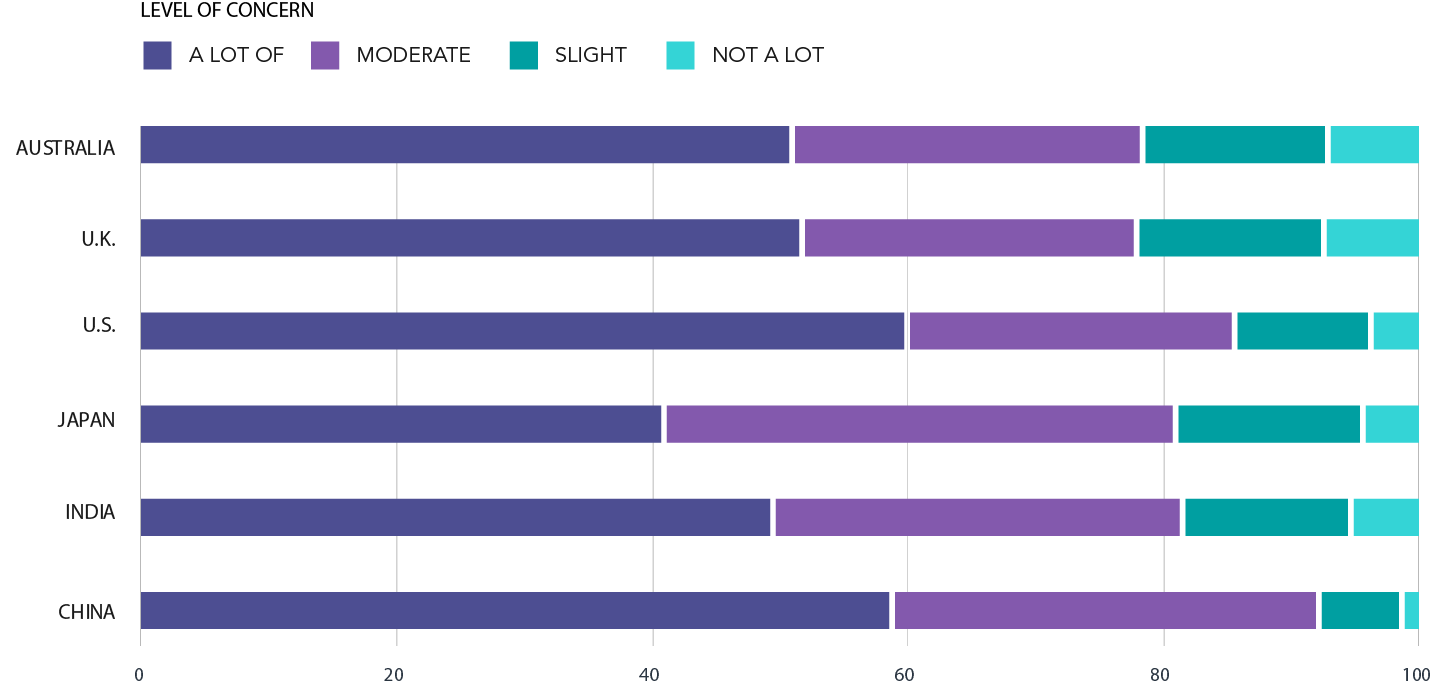 LEVEL OF CONCERN
A LOT OF MODERATE SLIGHT NOT A LOT
AUSTRALIA
U.K.
U.S.
JAPAN
INDIA
CHINA
0 20 40 60 80 100